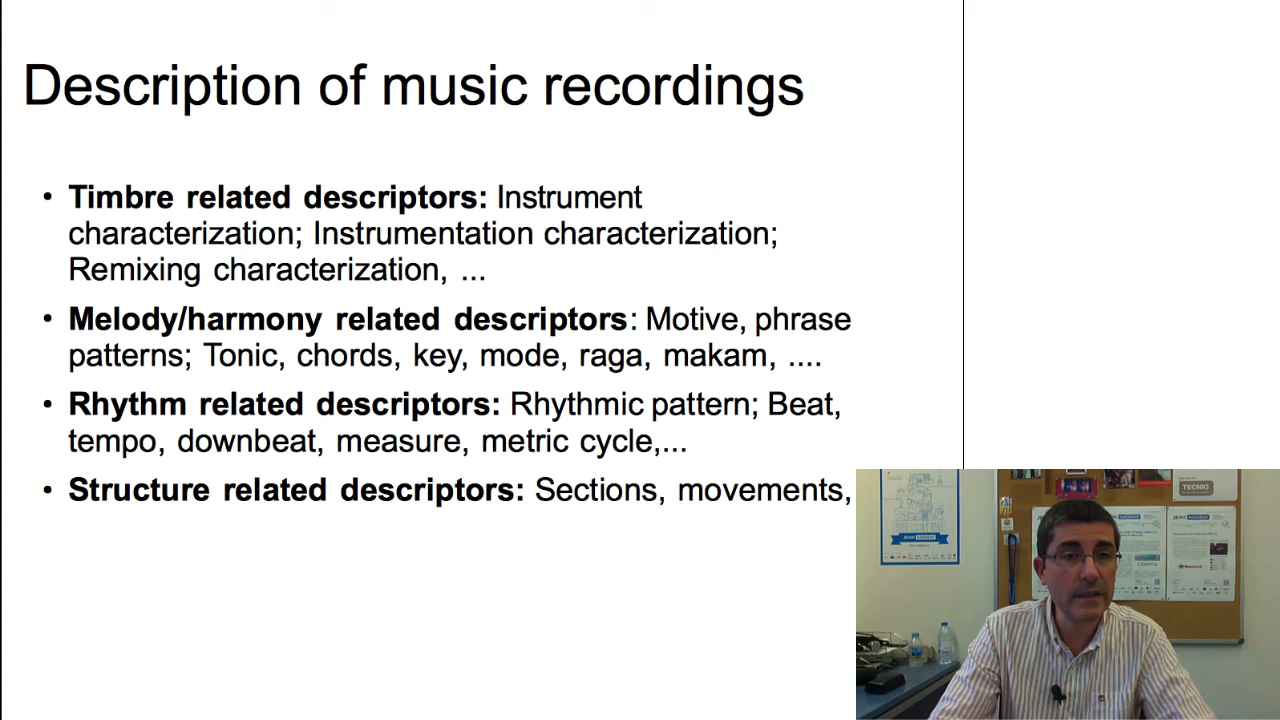 Description of music recordings
• Timbre related descriptors: Instrument
characterization; Instrumentation characterization;
Remixing characterization, ...
• Melody/harmony related descriptors: Motive, phrase
patterns; Tonic, chords, key, mode, raga, makam, ....
• Rhythm related descriptors: Rhythmic pattern; Beat,
tempo, downbeat, measure, metric cycle,...
• Structure related descriptors: Sections, movements,
TECNIO